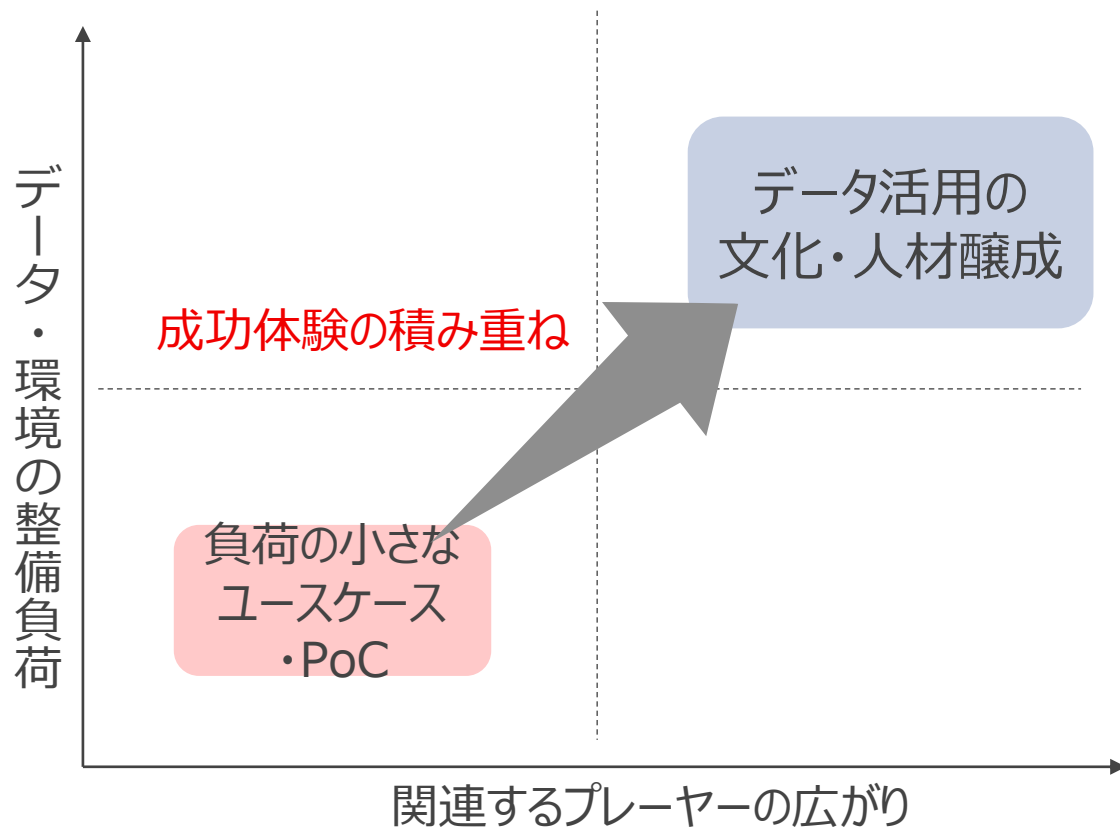 データ・環境の整備負荷
データ活用の
文化・人材醸成
成功体験の積み重ね
負荷の小さな
ユースケース
・PoC
関連するプレーヤーの広がり